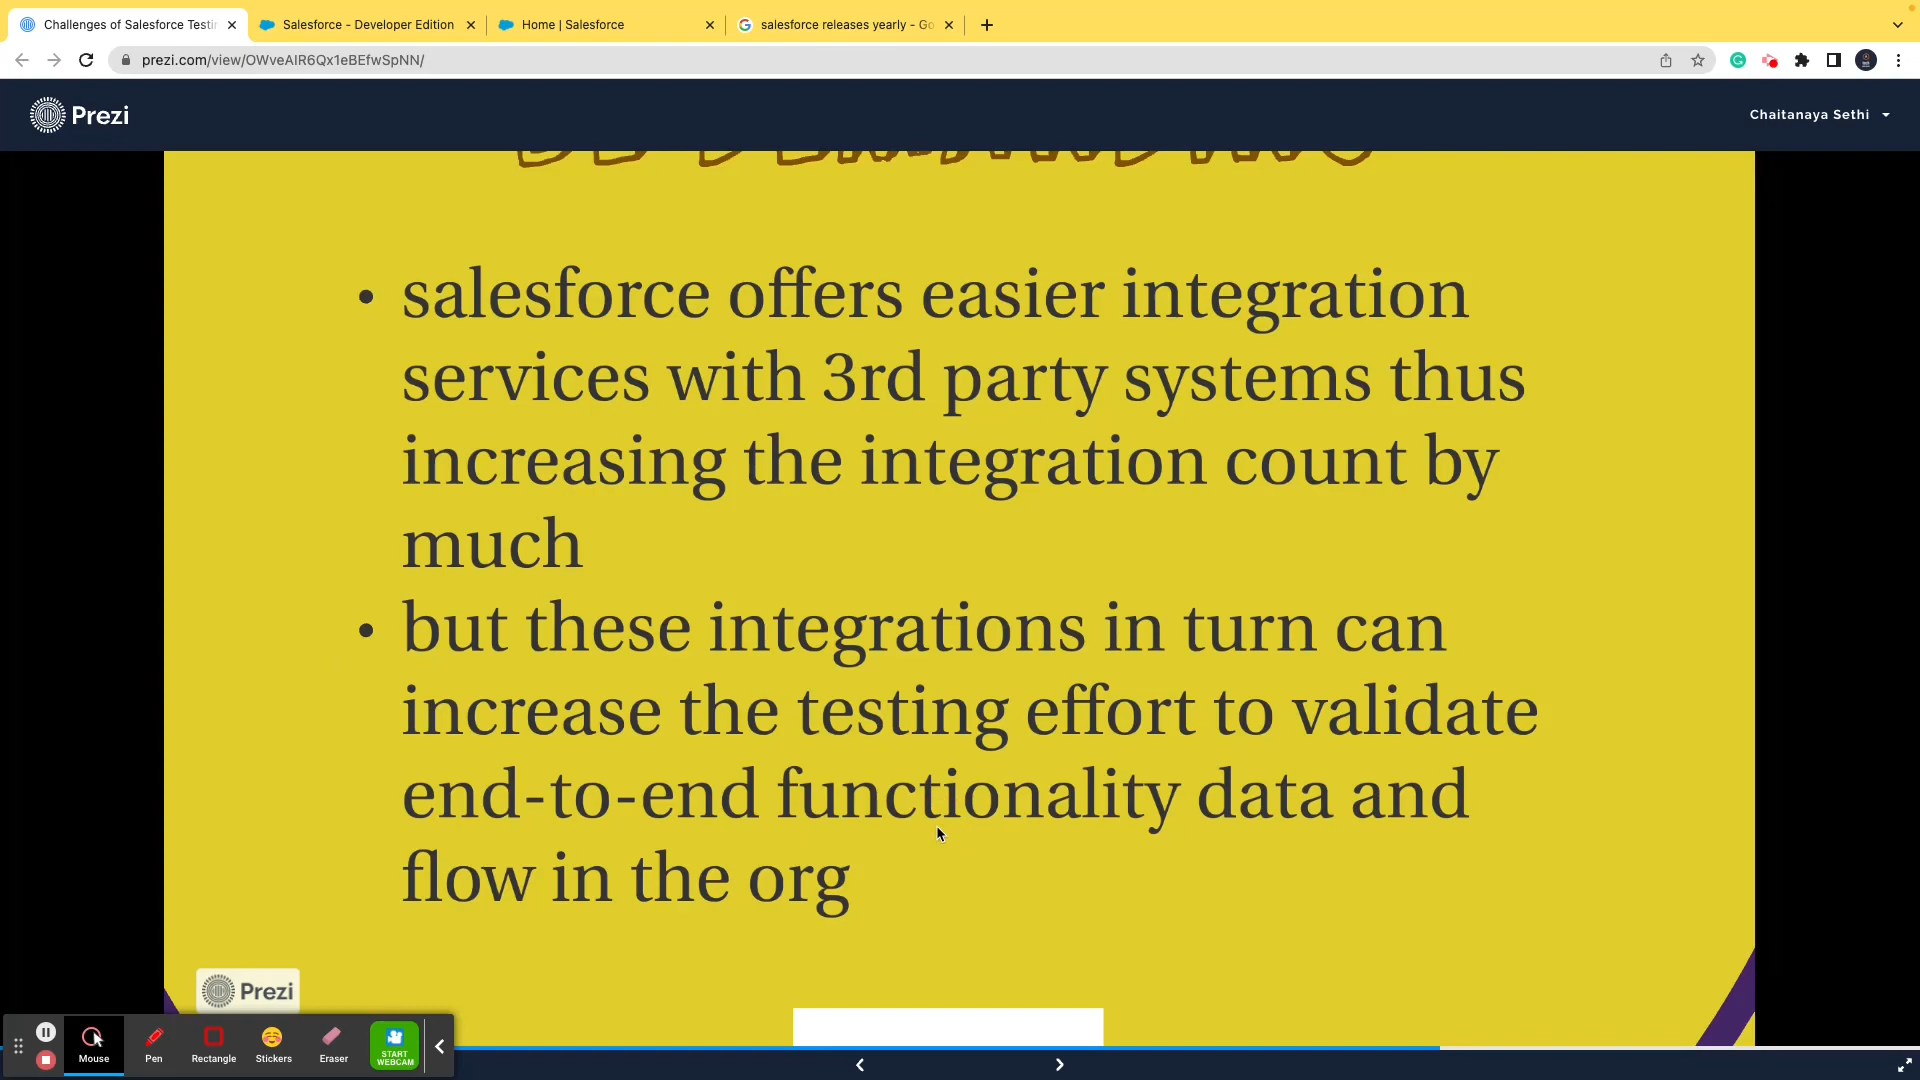 Challenges of Salesforce Testin
Salesforce - Developer Edition
Home | Salesforce
salesforce releases yearly - Go
prezi.com/view/OWveAIR6Qx1eBEfwSpNN/
Prezi
Chaitanaya Sethi
• salesforce offers easier integration
services with 3rd party systems thus
increasing the integration count by
much
• but these integrations in turn can
increase the testing effort to validate
end-to-end functionality data and
flow in the org
Prezi
Mouse
Pen
Rectangle
Stickers
Eraser
START
WEBCAM